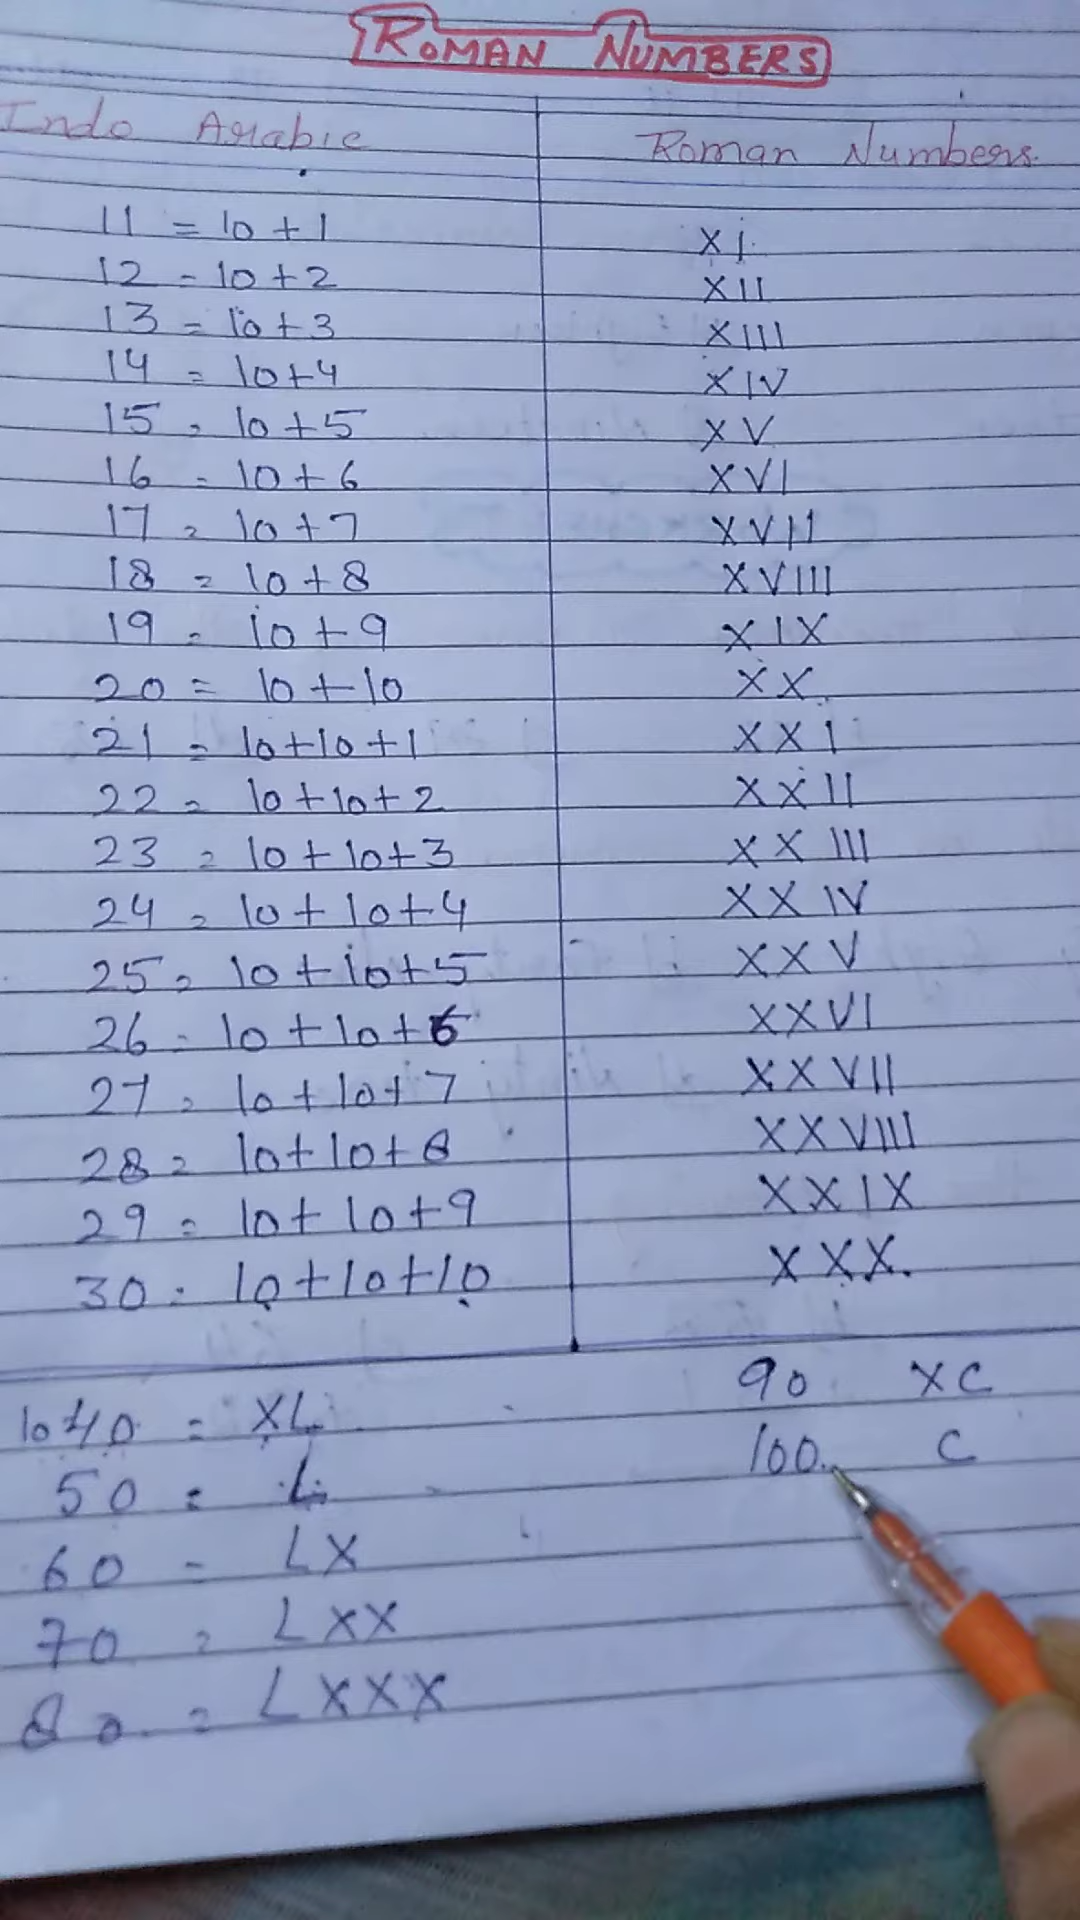 ROMAN NUMBERS
Indo Arabic Roman Numbers.
11 = 10 + 1 XI
12 = 10 + 2 XII
13 = 10 + 3 XIII
14 = 10 + 4 XIV
15 = 10 + 5 XV
16 = 10 + 6 XVI
17 = 10 + 7 XVII
18 = 10 + 8 XVIII
19 = 10 + 9 XIX
20 = 10 + 10 XX
21 = 10 + 10 + 1 XXI
22 = 10 + 10 + 2 XXII
23 = 10 + 10 + 3 XXIII
24 = 10 + 10 + 4 XXIV
25 = 10 + 10 + 5 XXV
26 = 10 + 10 + 6 XXVI
27 = 10 + 10 + 7 XXVII
28 = 10 + 10 + 8 XXVIII
29 = 10 + 10 + 9 XXIX
30 = 10 + 10 + 10 XXX.
40 = XL 90 XC
50 = L 100 C
60 = LX
70 = LXX
80 = LXXX